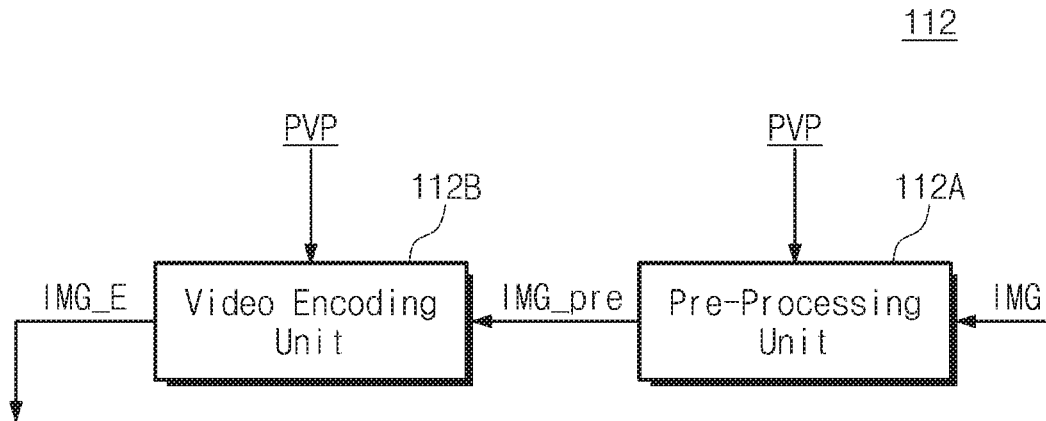 112
PVP
PVP
112B
112A
IMG_E
Video Encoding
Unit
IMG_pre
Pre-Processing
Unit
IMG